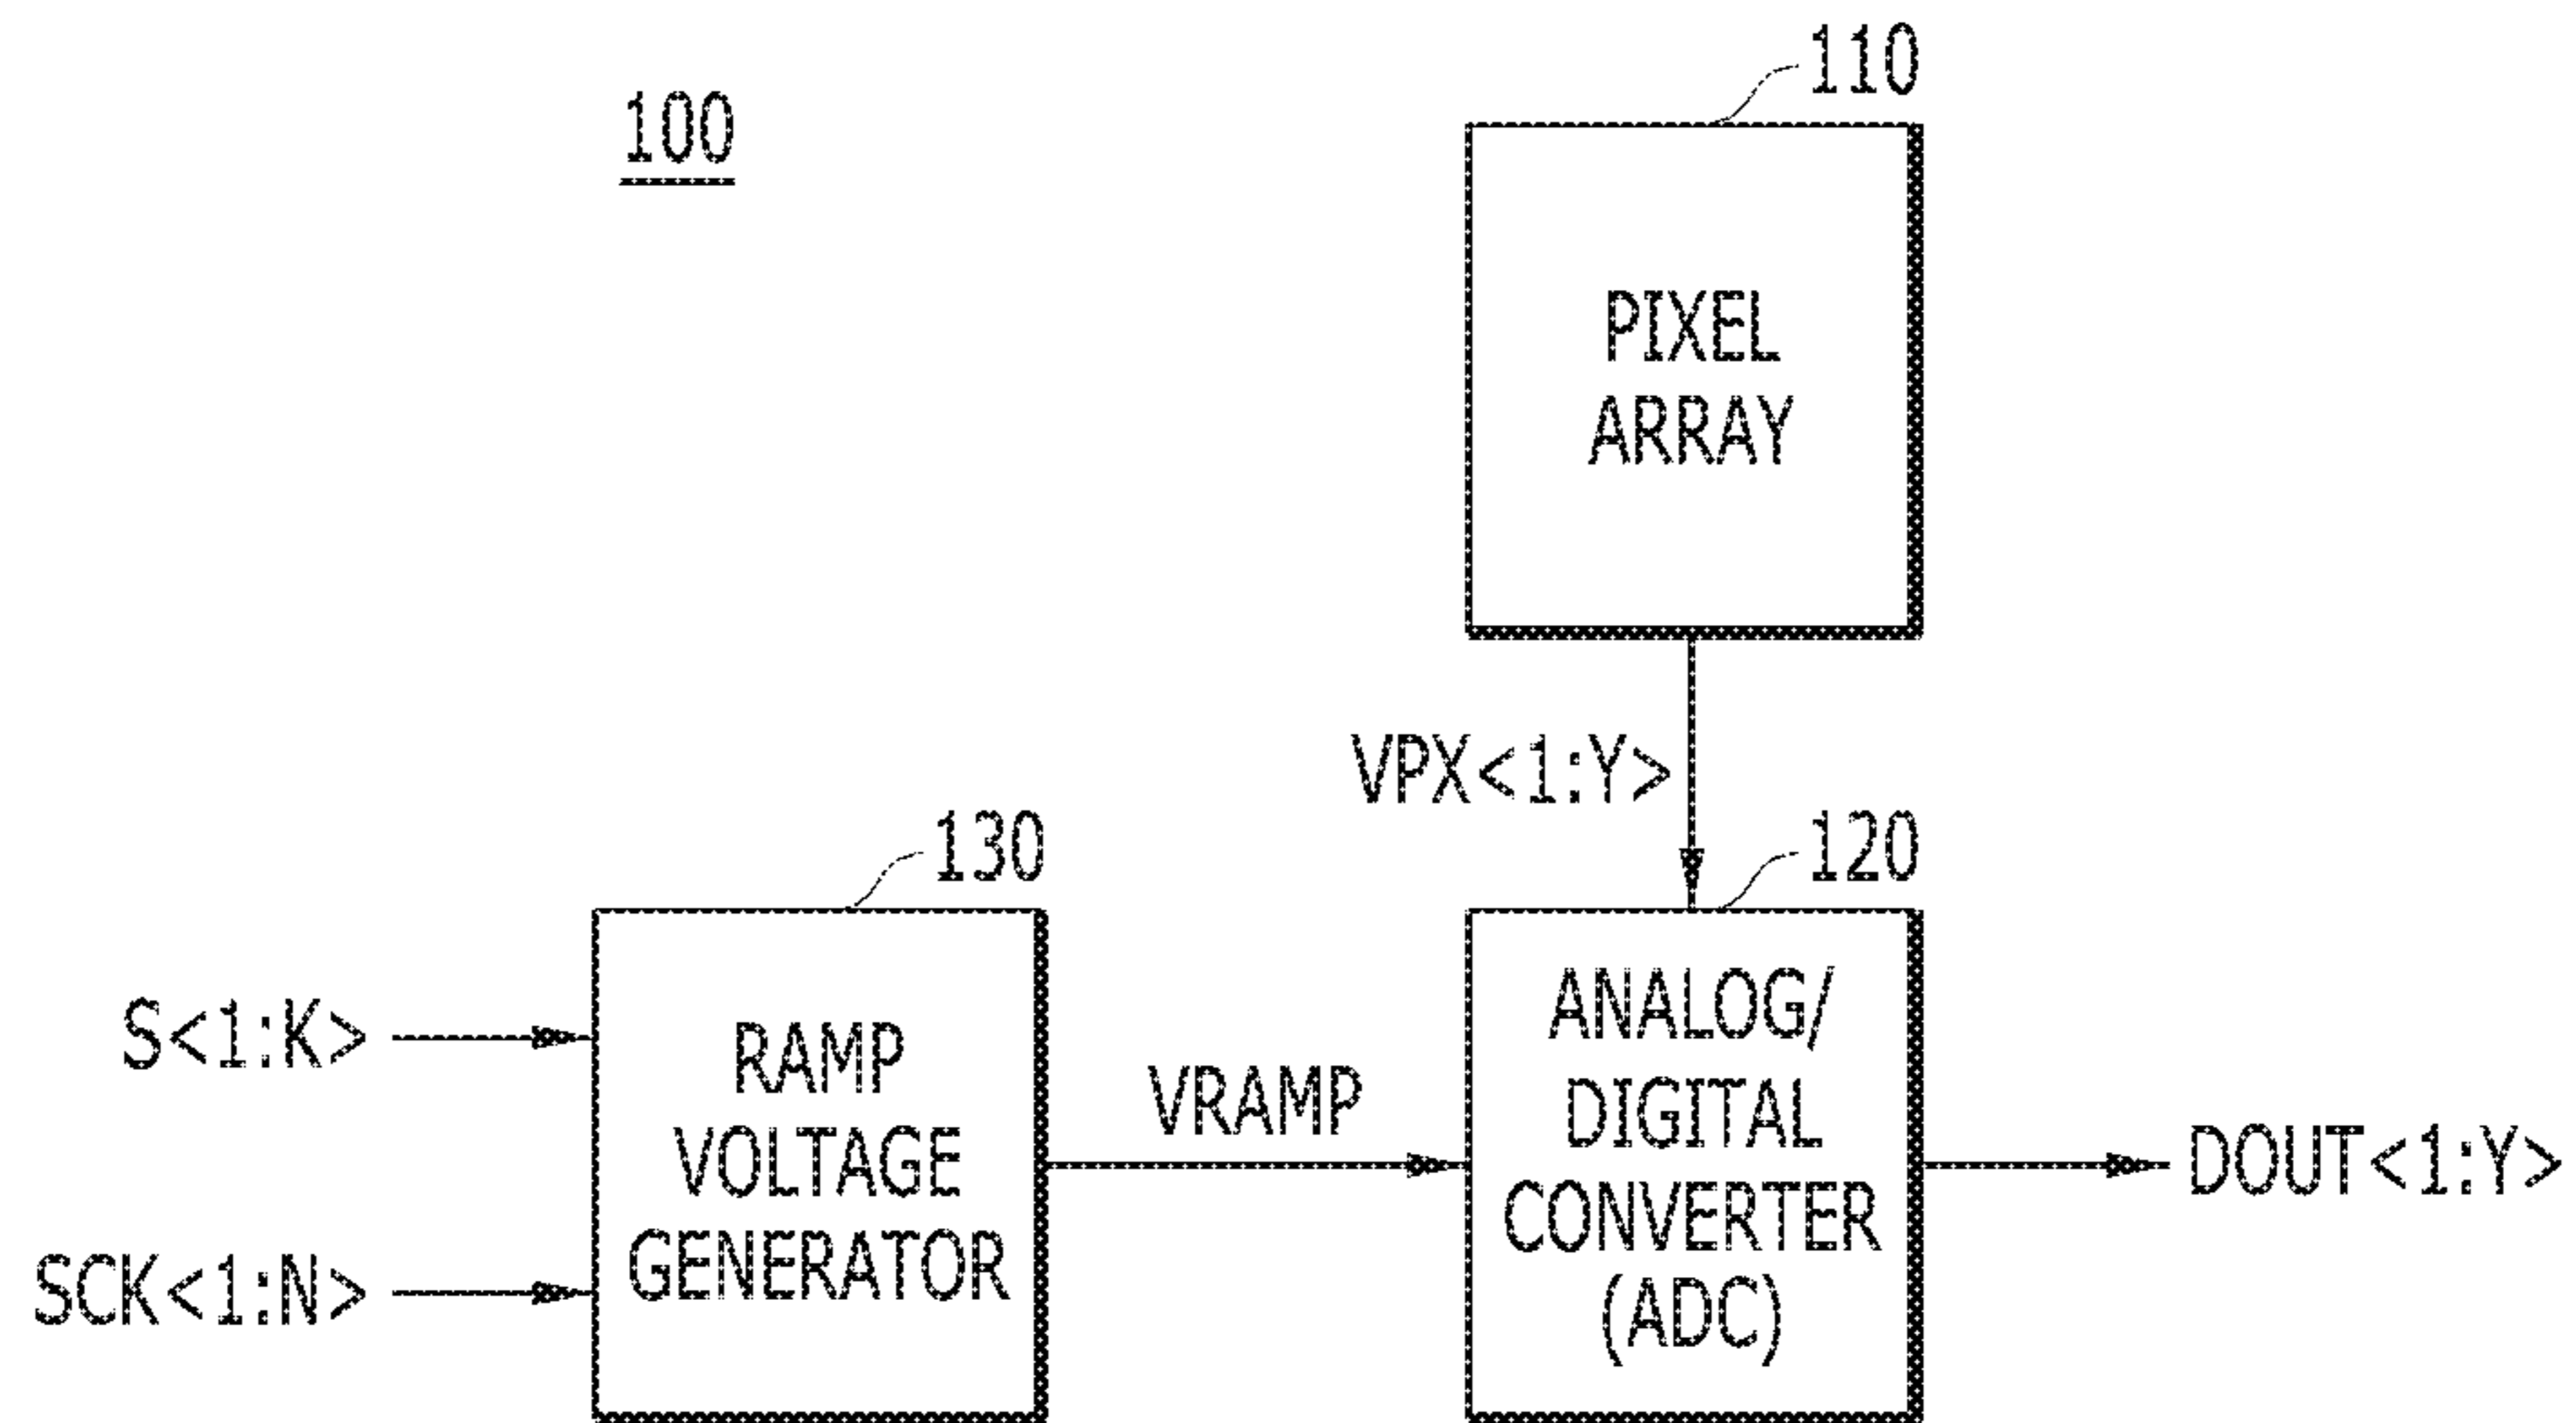 100
110
PIXEL
ARRAY
VPX<1:Y>
130
120
S<1:K>
SCK<1:N>
RAMP
VOLTAGE
GENERATOR
VRAMP
ANALOG/
DIGITAL
CONVERTER
(ADC)
DOUT<1:Y>